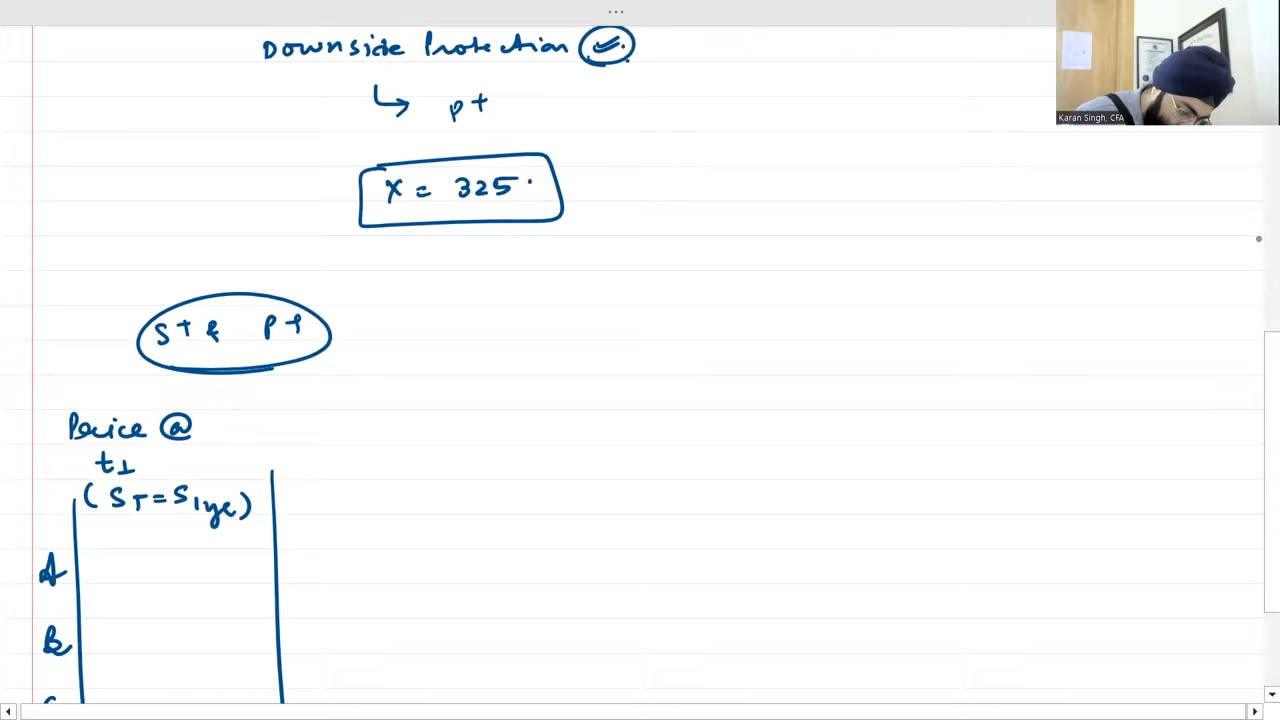 Downside Protection
↳ P+
X = 325
S+ & P+
Price @
t1
(ST = S1yr)
A
B
Karan Singh, CFA